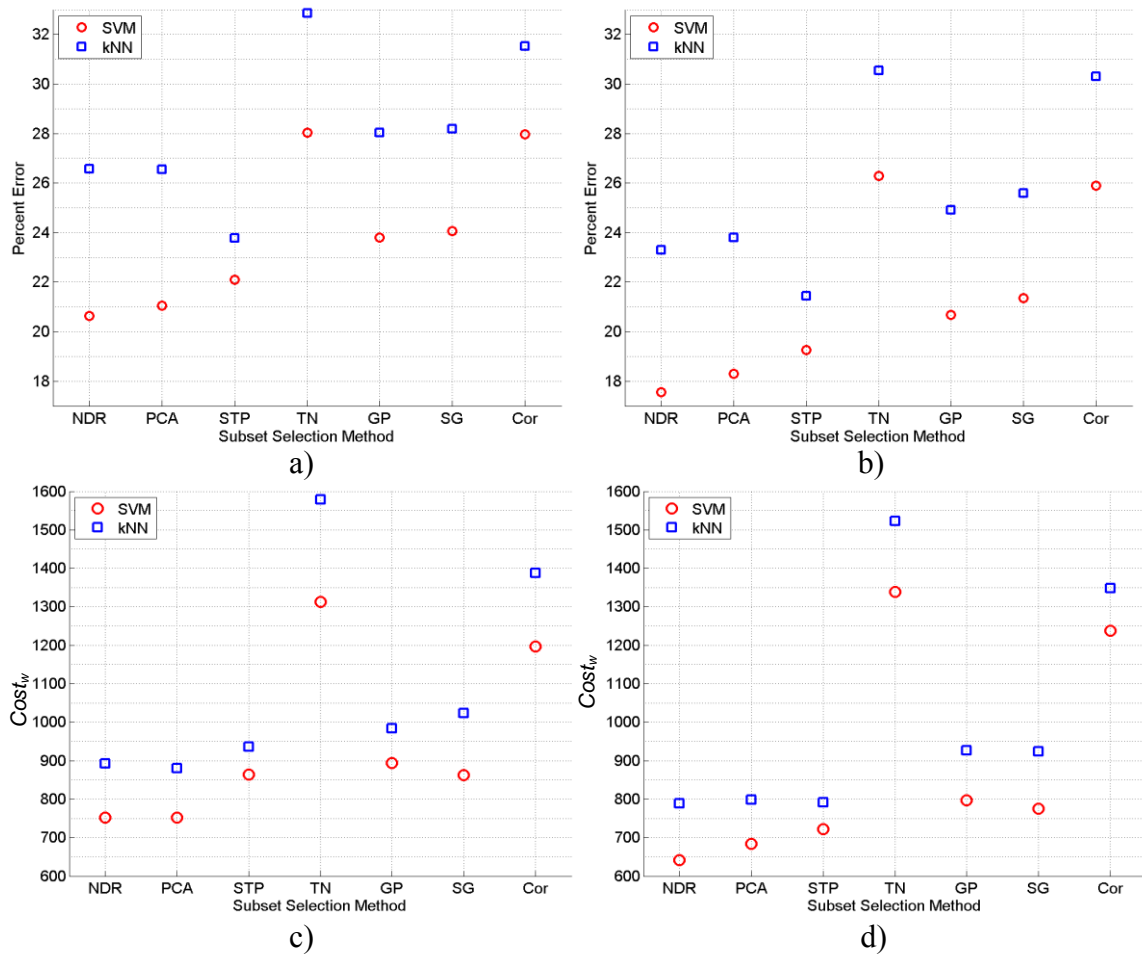 SVM
kNN
32
30
28
26
24
22
20
18
Percent Error
NDR PCA STP TN GP SG Cor
Subset Selection Method
a)
SVM
kNN
32
30
28
26
24
22
20
18
Percent Error
NDR PCA STP TN GP SG Cor
Subset Selection Method
b)
SVM
kNN
1600
1500
1400
1300
1200
1100
1000
900
800
700
600
Cost_w
NDR PCA STP TN GP SG Cor
Subset Selection Method
c)
SVM
kNN
1600
1500
1400
1300
1200
1100
1000
900
800
700
600
Cost_w
NDR PCA STP TN GP SG Cor
Subset Selection Method
d)